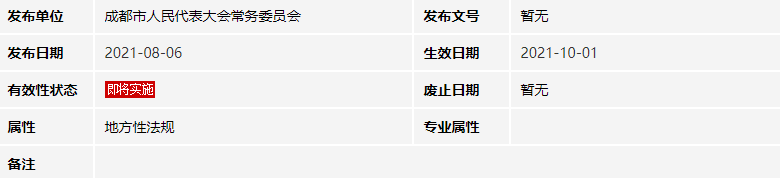 发布单位 成都市人民代表大会常务委员会 发布文号 暂无
发布日期 2021-08-06 生效日期 2021-10-01
有效性状态 即将实施 废止日期 暂无
属性 地方性法规 专业属性
备注